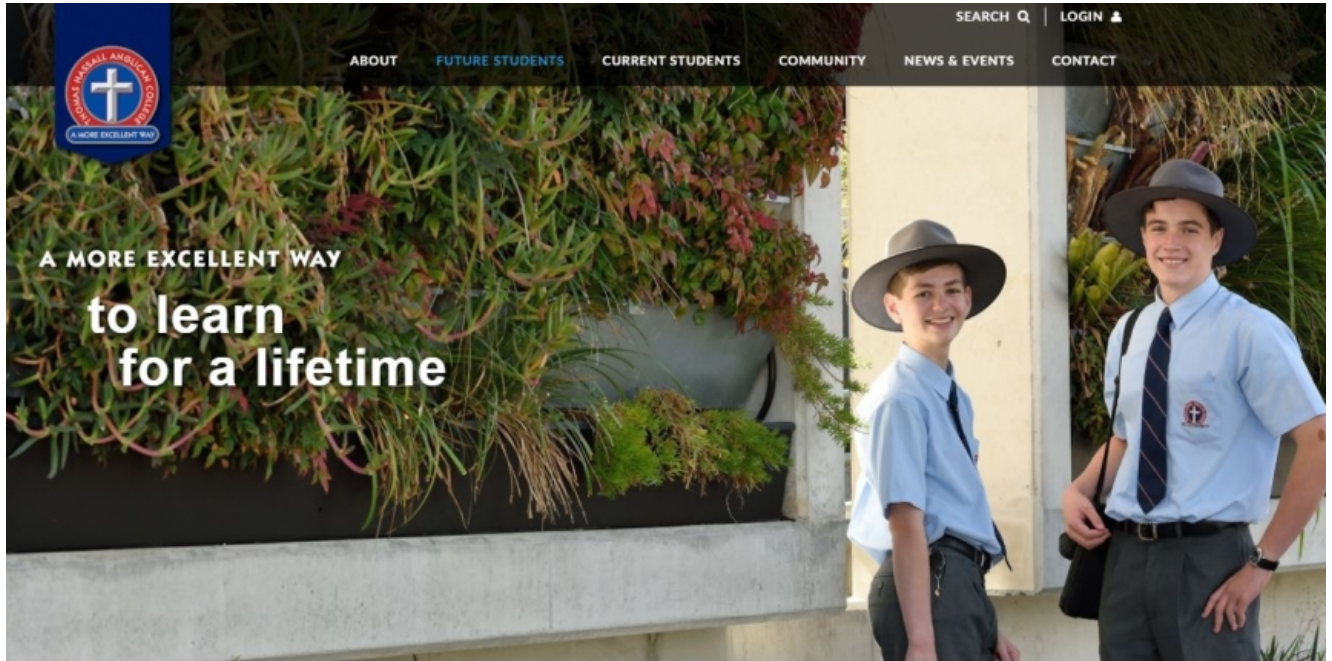 SEARCH
LOGIN
ABOUT
FUTURE STUDENTS
CURRENT STUDENTS
COMMUNITY
NEWS & EVENTS
CONTACT
THOMAS HASSALL ANGLICAN COLLEGE
A MORE EXCELLENT WAY
A MORE EXCELLENT WAY
to learn
for a lifetime